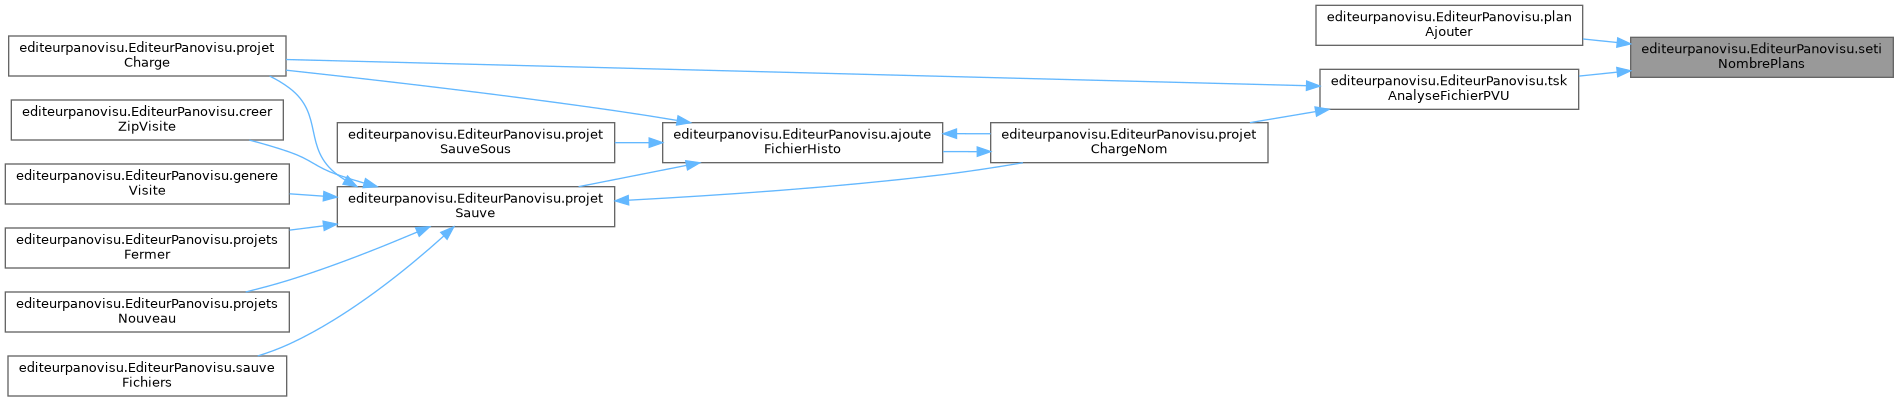 editeurpanovisu.EditeurPanovisu.plan
Ajouter
editeurpanovisu.EditeurPanovisu.projet
Charge
editeurpanovisu.EditeurPanovisu.seti
NombrePlans
editeurpanovisu.EditeurPanovisu.tsk
AnalyseFichierPVU
editeurpanovisu.EditeurPanovisu.creer
ZipVisite
editeurpanovisu.EditeurPanovisu.projet
SauveSous
editeurpanovisu.EditeurPanovisu.ajoute
FichierHisto
editeurpanovisu.EditeurPanovisu.projet
ChargeNom
editeurpanovisu.EditeurPanovisu.genere
Visite
editeurpanovisu.EditeurPanovisu.projet
Sauve
editeurpanovisu.EditeurPanovisu.projets
Fermer
editeurpanovisu.EditeurPanovisu.projets
Nouveau
editeurpanovisu.EditeurPanovisu.sauve
Fichiers